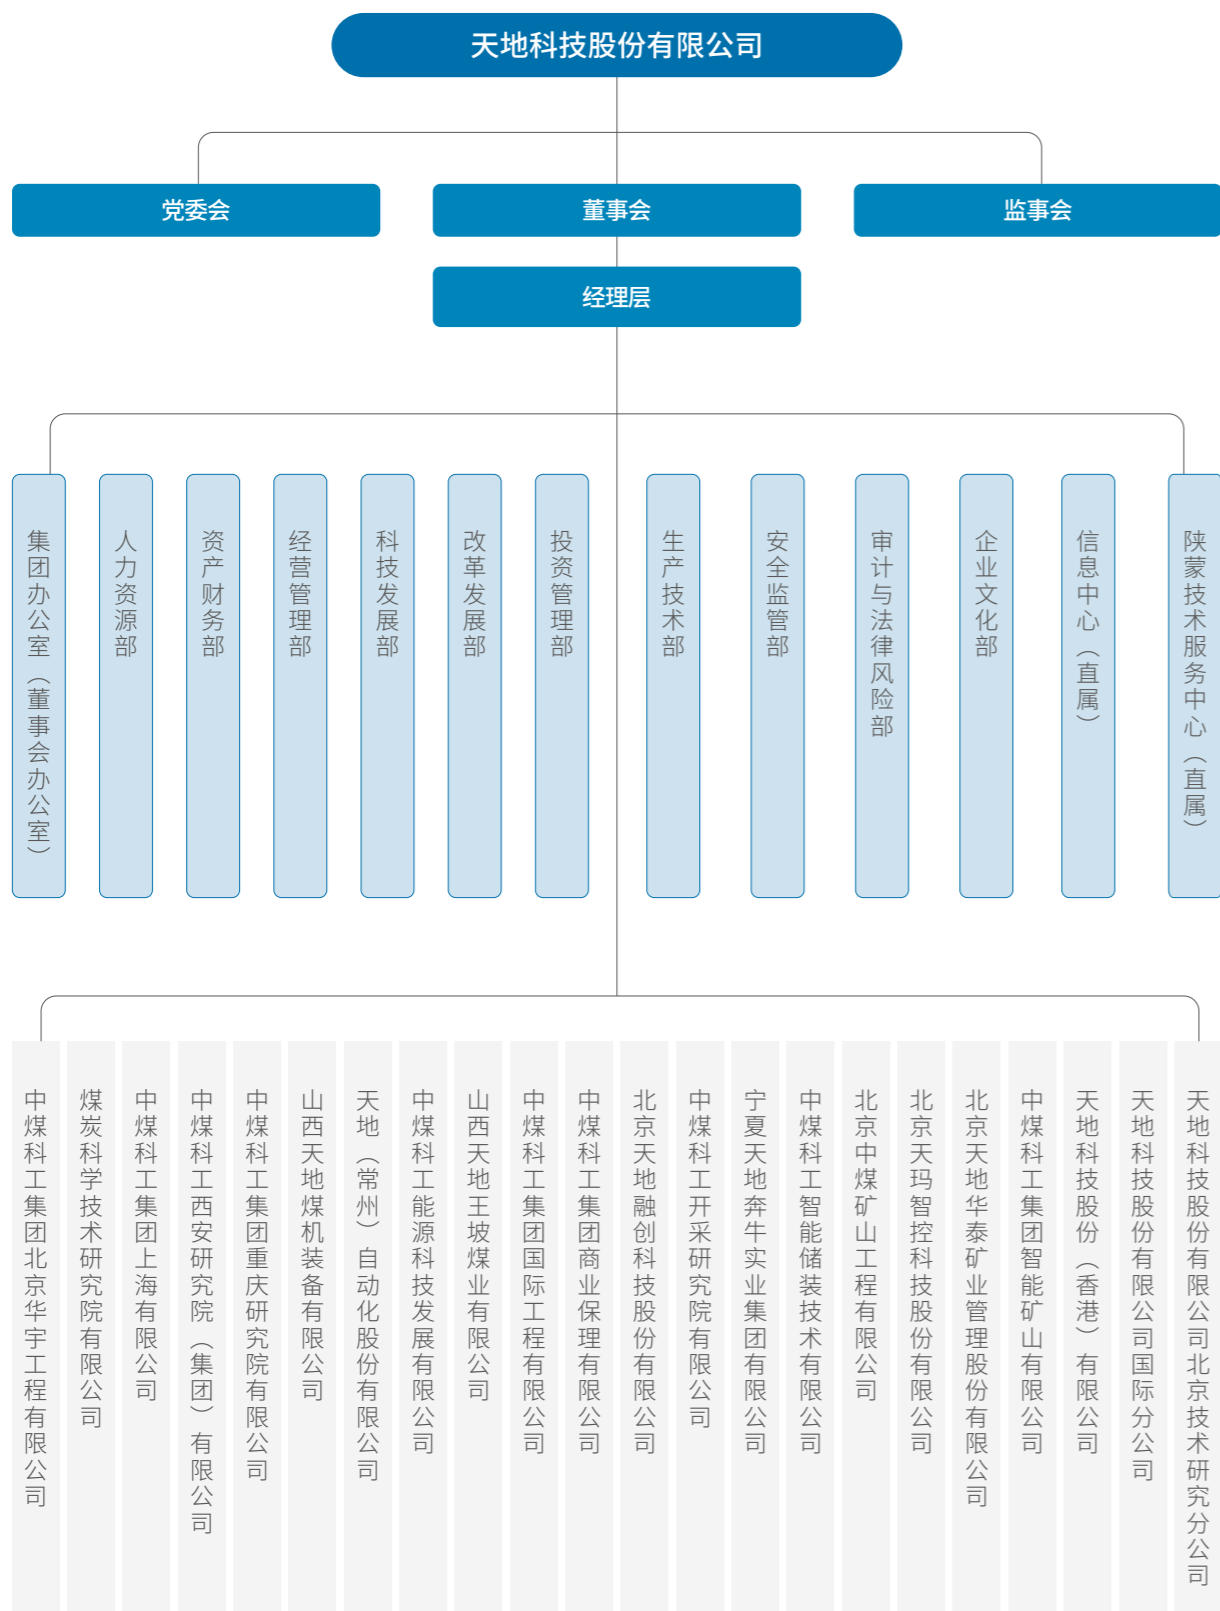 天地科技股份有限公司
党委会
董事会
监事会
经理层
集团办公室（董事会办公室）
人力资源部
资产财务部
经营管理部
科技发展部
改革发展部
投资管理部
生产技术部
安全监管部
审计与法律风险部
企业文化部
信息中心（直属）
陕蒙技术服务中心（直属）
中煤科工集团北京华宇工程有限公司
煤炭科学技术研究院有限公司
中煤科工集团上海有限公司
中煤科工西安研究院（集团）有限公司
中煤科工集团重庆研究院有限公司
山西天地煤机装备有限公司
天地（常州）自动化股份有限公司
中煤科工能源科技发展有限公司
山西天地王坡煤业有限公司
中煤科工集团国际工程有限公司
中煤科工集团商业保理有限公司
北京天地融创科技股份有限公司
中煤科工开采研究院有限公司
宁夏天地奔牛实业集团有限公司
中煤科工智能储装技术有限公司
北京中煤矿山工程有限公司
北京天玛智控科技股份有限公司
北京天地华泰矿业管理股份有限公司
中煤科工集团智能矿山有限公司
天地科技股份（香港）有限公司
天地科技股份有限公司国际分公司
天地科技股份有限公司北京技术研究分公司